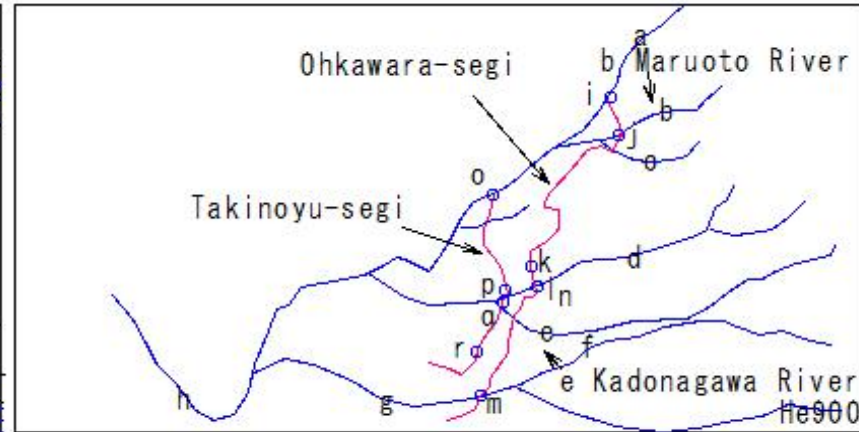 a
b Maruoto River
Ohkawara-segi
i
b
j
o
o
Takinoyu-segi
k
d
p
l n
q
e
r
f
e Kadonagawa River
h
g
m
He900